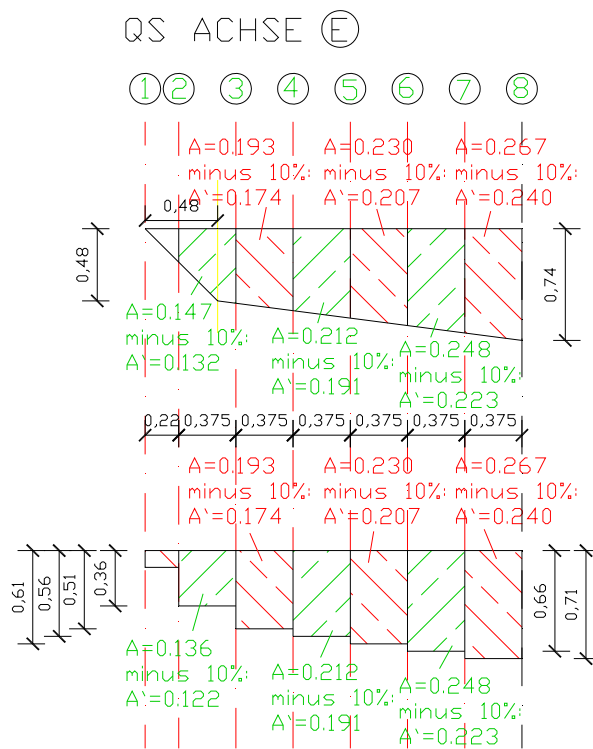 QS ACHSE E
1 2 3 4 5 6 7 8
A=0.193 A=0.230 A=0.267
minus 10%: minus 10%: minus 10%:
A'=0.174 A'=0.207 A'=0.240
0,48
0,48
0,74
A=0.147
minus 10%:
A'=0.132
A=0.212
minus 10%:
A'=0.191
A=0.248
minus 10%:
A'=0.223
0,22 0,375 0,375 0,375 0,375 0,375 0,375
A=0.193 A=0.230 A=0.267
minus 10%: minus 10%: minus 10%:
A'=0.174 A'=0.207 A'=0.240
0,61 0,56 0,51 0,36
0,66 0,71
A=0.136
minus 10%:
A'=0.122
A=0.212
minus 10%:
A'=0.191
A=0.248
minus 10%:
A'=0.223